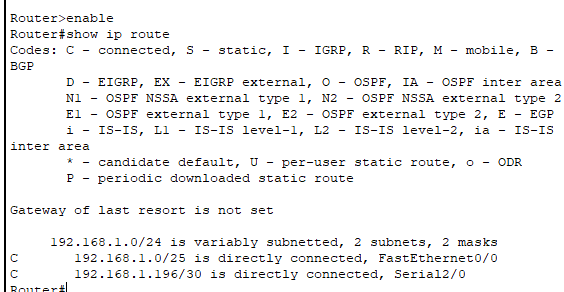 Router>enable
Router#show ip route
Codes: C - connected, S - static, I - IGRP, R - RIP, M - mobile, B -
BGP
       D - EIGRP, EX - EIGRP external, O - OSPF, IA - OSPF inter area
       N1 - OSPF NSSA external type 1, N2 - OSPF NSSA external type 2
       E1 - OSPF external type 1, E2 - OSPF external type 2, E - EGP
       i - IS-IS, L1 - IS-IS level-1, L2 - IS-IS level-2, ia - IS-IS
inter area
       * - candidate default, U - per-user static route, o - ODR
       P - periodic downloaded static route
Gateway of last resort is not set
     192.168.1.0/24 is variably subnetted, 2 subnets, 2 masks
C       192.168.1.0/25 is directly connected, FastEthernet0/0
C       192.168.1.196/30 is directly connected, Serial2/0
Router#